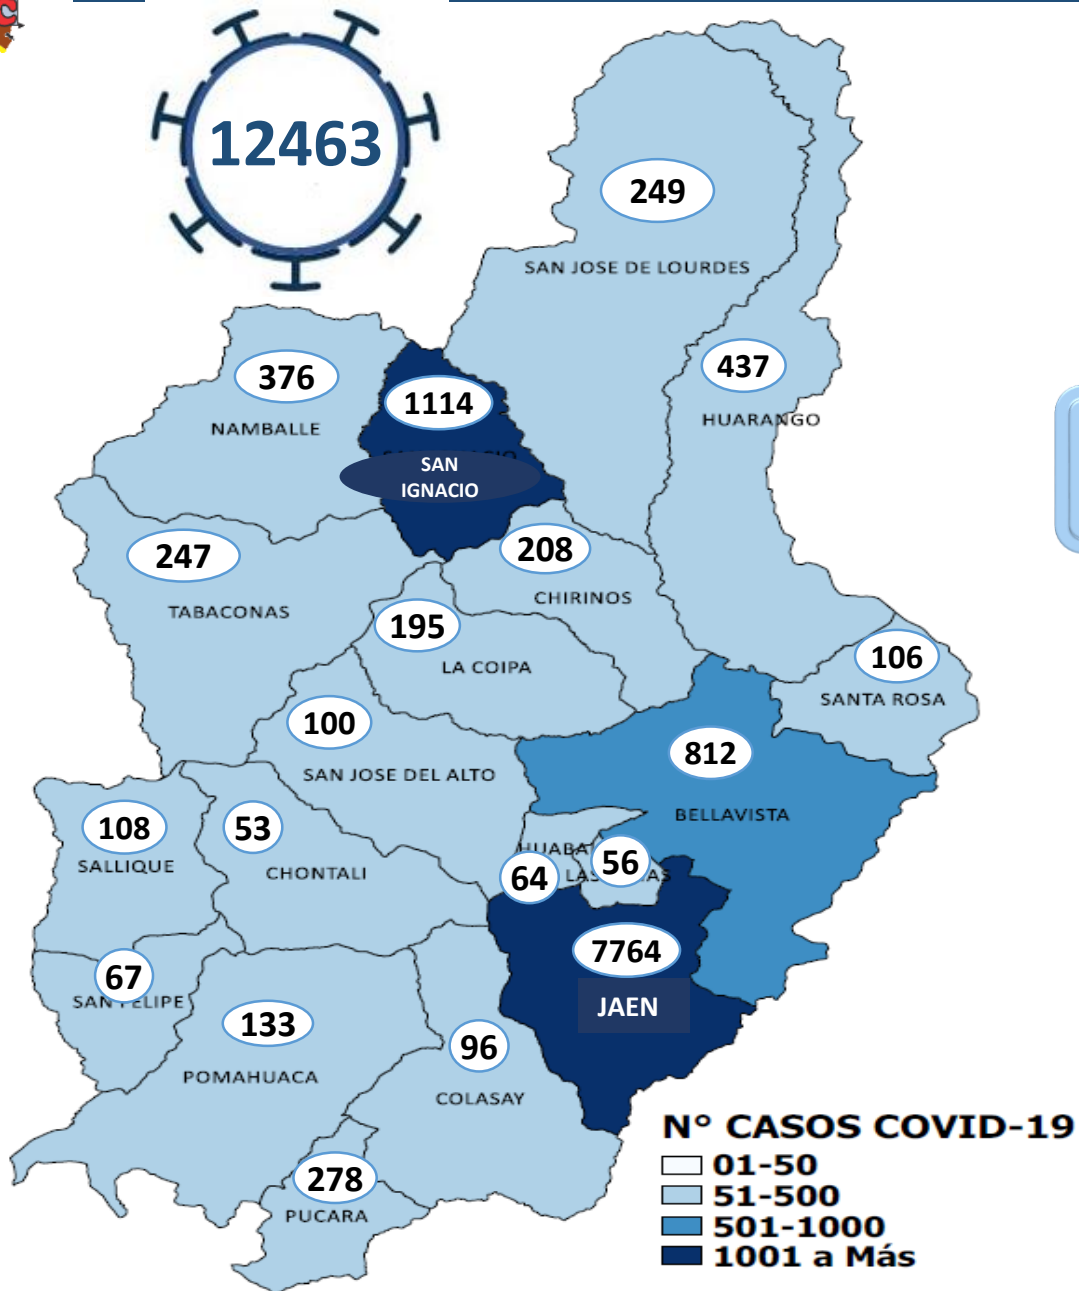 12463
249
SAN JOSE DE LOURDES
437
HUARANGO
376
NAMBALLE
1114
SAN
IGNACIO
247
TABACONAS
208
CHIRINOS
195
LA COIPA
106
SANTA ROSA
100
SAN JOSE DEL ALTO
812
BELLAVISTA
108
SALLIQUE
53
CHONTALI
64
56
7764
JAEN
67
SAN FELIPE
133
POMAHUACA
96
COLASAY
278
PUCARA
N° CASOS COVID-19
01-50
51-500
501-1000
1001 a Más